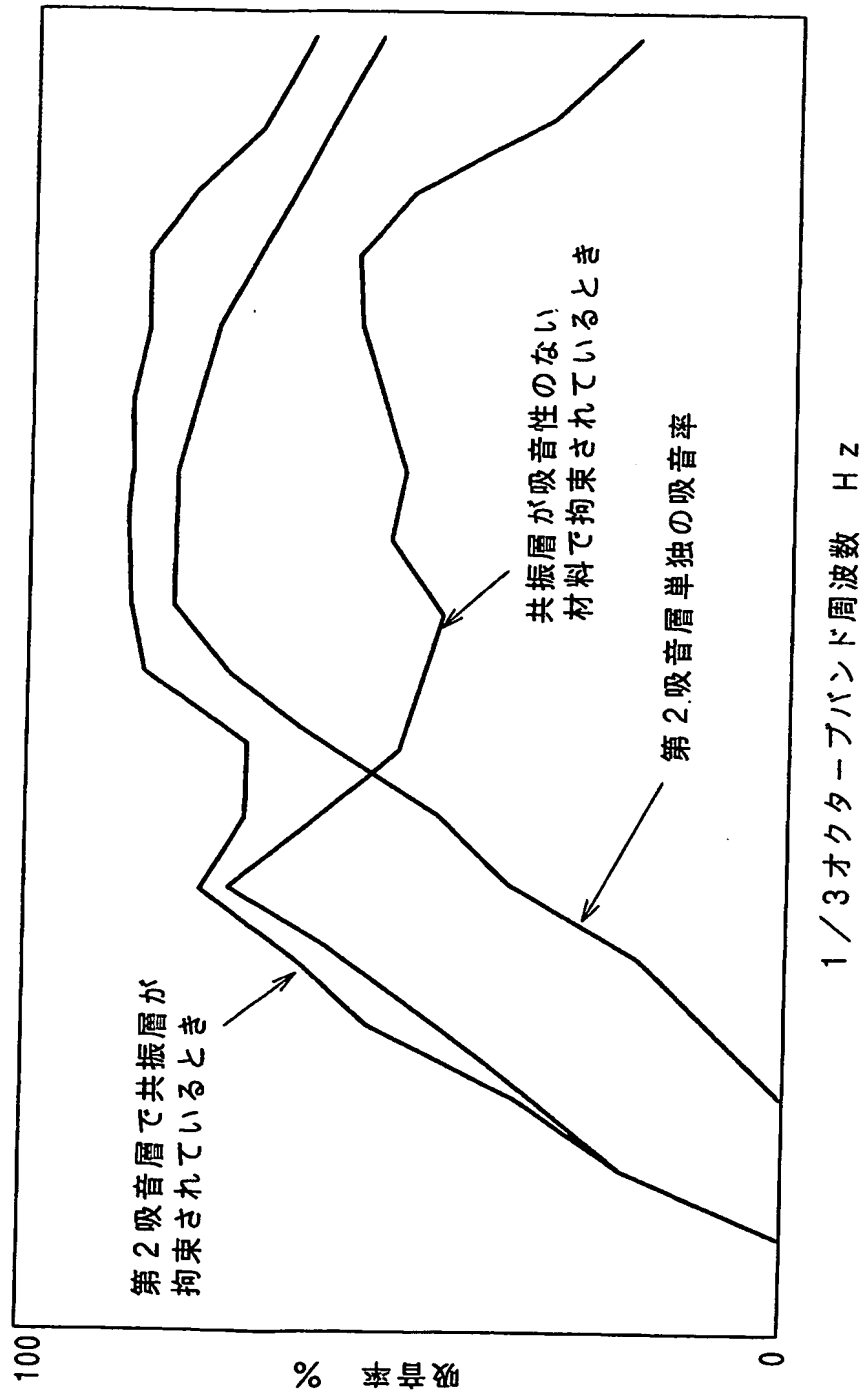 100
吸音率 %
0
第2吸音層で共振層が
拘束されているとき
共振層が吸音性のない
材料で拘束されているとき
第2吸音層単独の吸音率
1/3オクターブバンド周波数 Hz